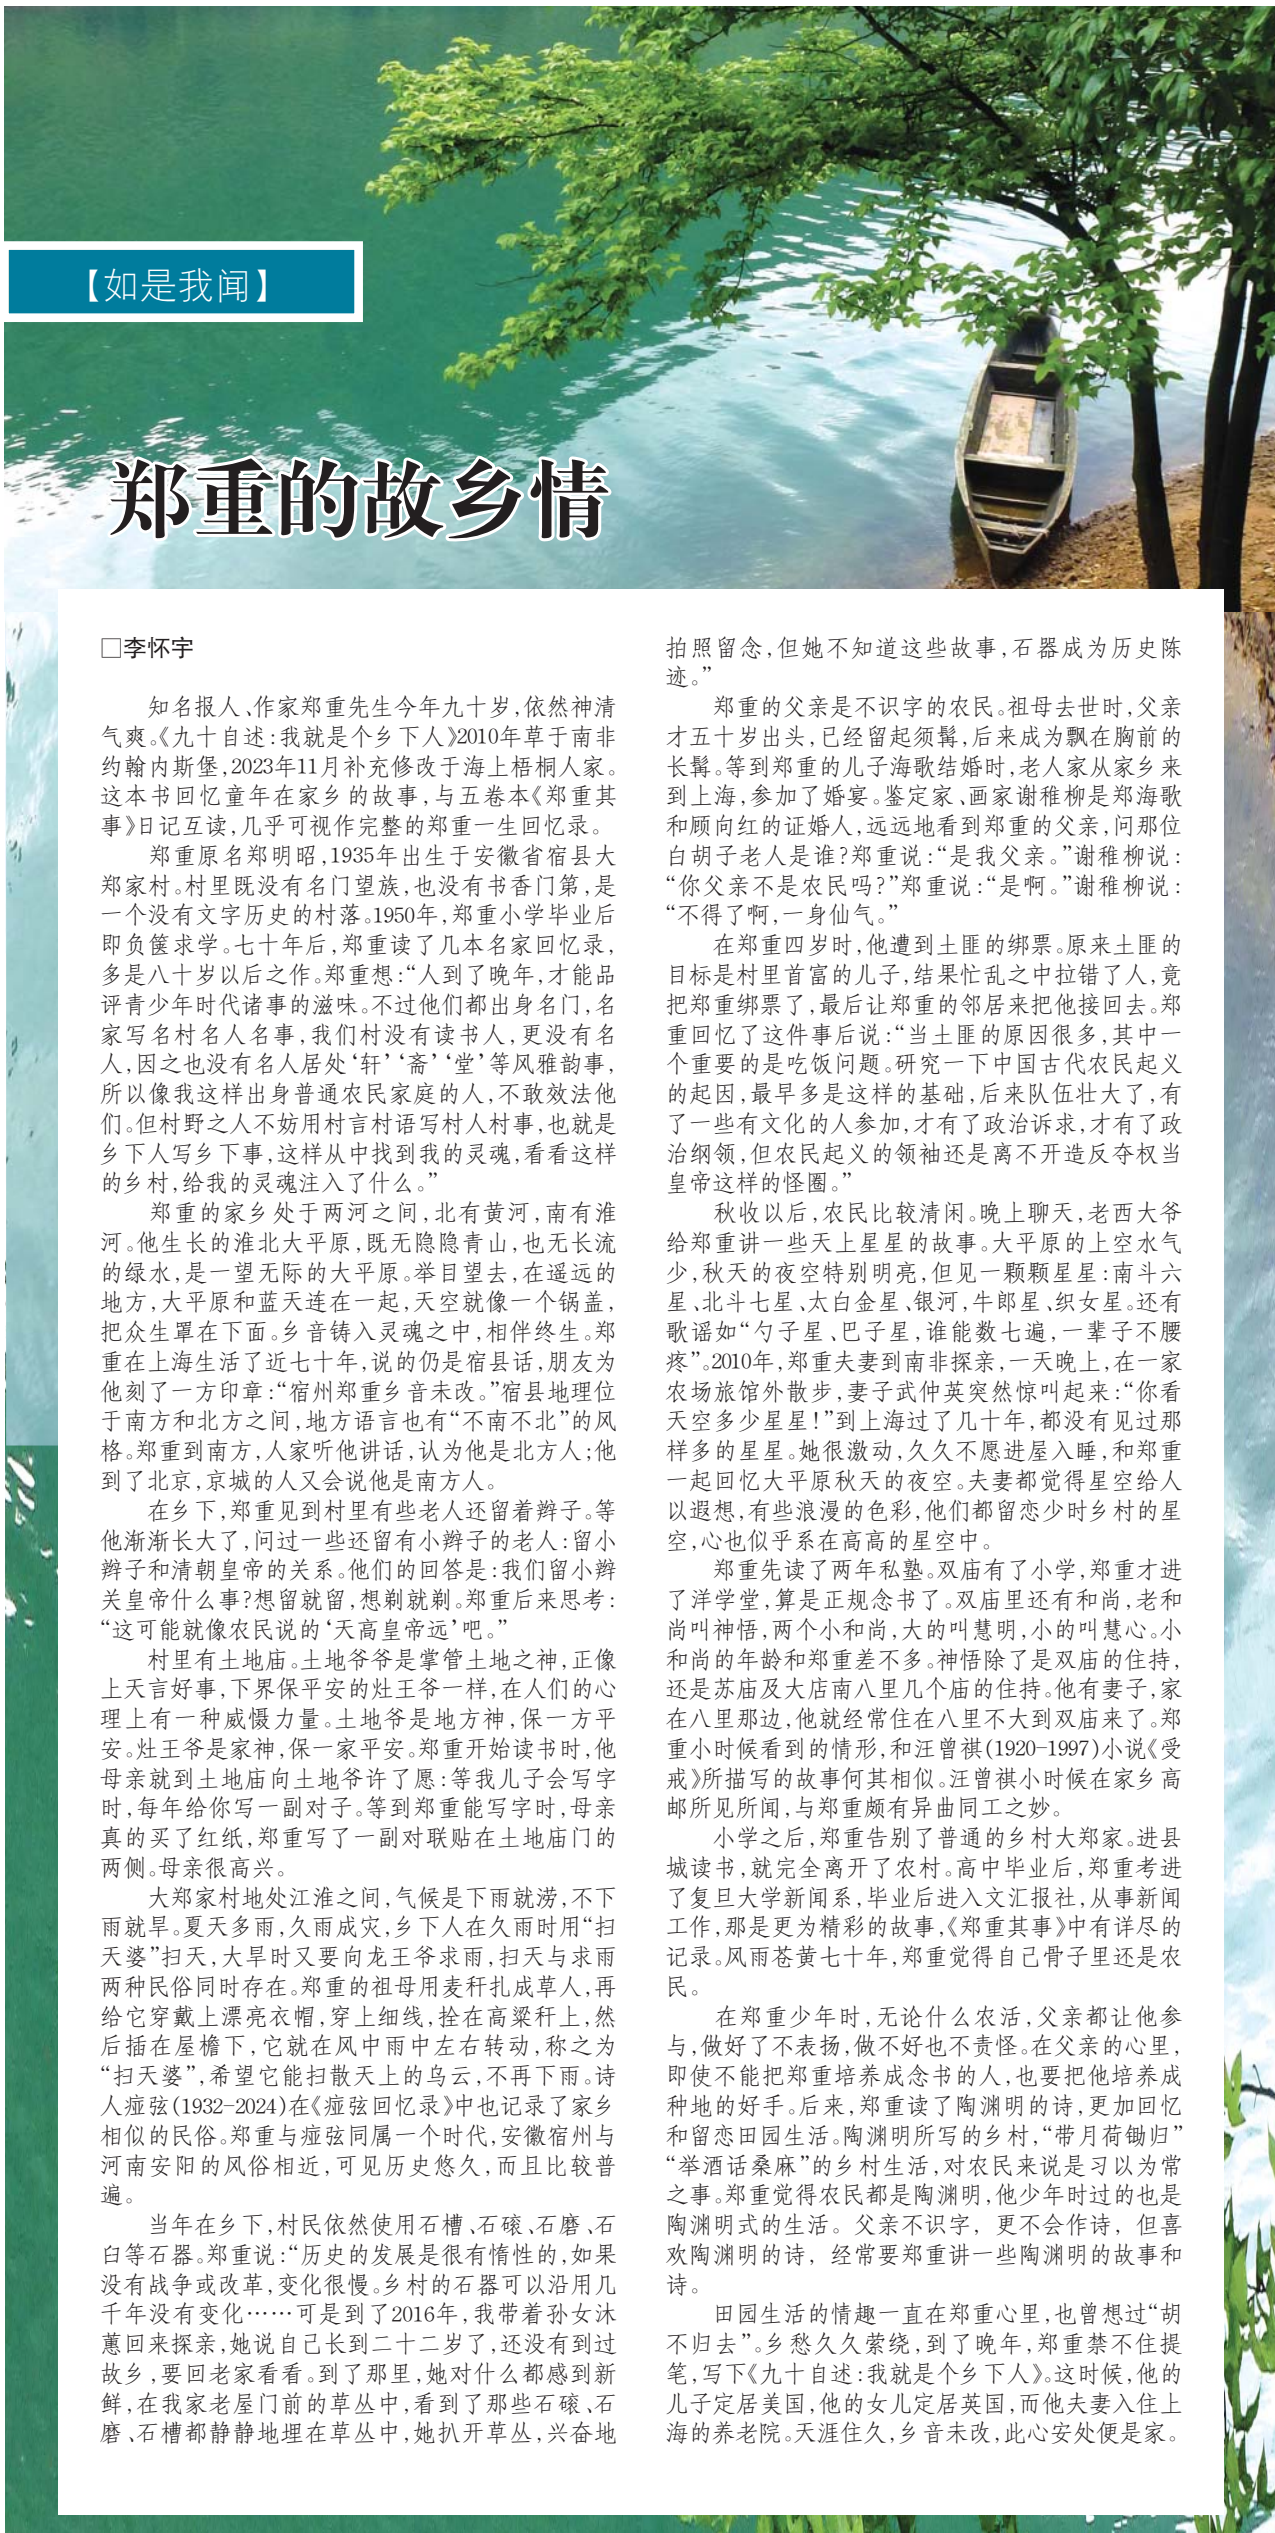 【如是我闻】
郑重的故乡情
□李怀宇
知名报人、作家郑重先生今年九十岁,依然神清
气爽。《九十自述:我就是个乡下人》2010年草于南非
约翰内斯堡,2023年11月补充修改于海上梧桐人家。
这本书回忆童年在家乡的故事,与五卷本《郑重其
事》日记互读,几乎可视作完整的郑重一生回忆录。
郑重原名郑明昭,1935年出生于安徽省宿县大
郑家村。村里既没有名门望族,也没有书香门第,是
一个没有文字历史的村落。1950年,郑重小学毕业后
即负箧求学。七十年后,郑重读了几本名家回忆录,
多是八十岁以后之作。郑重想:“人到了晚年,才能品
评青少年时代诸事的滋味。不过他们都出身名门,名
家写名村名人名事,我们村没有读书人,更没有名
人,因之也没有名人居处‘轩’‘斋’‘堂’等风雅韵事,
所以像我这样出身普通农民家庭的人,不敢效法他
们。但村野之人不妨用村言村语写村人村事,也就是
乡下人写乡下事,这样从中找到我的灵魂,看看这样
的乡村,给我的灵魂注入了什么。”
郑重的家乡处于两河之间,北有黄河,南有淮
河。他生长的淮北大平原,既无隐隐青山,也无长流
的绿水,是一望无际的大平原。举目望去,在遥远的
地方,大平原和蓝天连在一起,天空就像一个锅盖,
把众生罩在下面。乡音铸入灵魂之中,相伴终生。郑
重在上海生活了近七十年,说的仍是宿县话,朋友为
他刻了一方印章:“宿州郑重乡音未改。”宿县地理位
于南方和北方之间,地方语言也有“不南不北”的风
格。郑重到南方,人家听他讲话,认为他是北方人;他
到了北京,京城的人又会说他是南方人。
在乡下,郑重见到村里有些老人还留着辫子。等
他渐渐长大了,问过一些还留有小辫子的老人:留小
辫子和清朝皇帝的关系。他们的回答是:我们留小辫
关皇帝什么事?想留就留,想剃就剃。郑重后来思考:
“这可能就像农民说的‘天高皇帝远’吧。”
村里有土地庙。土地爷爷是掌管土地之神,正像
上天言好事,下界保平安的灶王爷一样,在人们的心
理上有一种威慑力量。土地爷是地方神,保一方平
安。灶王爷是家神,保一家平安。郑重开始读书时,他
母亲就到土地庙向土地爷许了愿:等我儿子会写字
时,每年给你写一副对子。等到郑重能写字时,母亲
真的买了红纸,郑重写了一副对联贴在土地庙门的
两侧。母亲很高兴。
大郑家村地处江淮之间,气候是下雨就涝,不下
雨就旱。夏天多雨,久雨成灾,乡下人在久雨时用“扫
天婆”扫天,大旱时又要向龙王爷求雨,扫天与求雨
两种民俗同时存在。郑重的祖母用麦秆扎成草人,再
给它穿戴上漂亮衣帽,穿上细线,拴在高粱秆上,然
后插在屋檐下,它就在风中雨中左右转动,称之为
“扫天婆”,希望它能扫散天上的乌云,不再下雨。诗
人痖弦(1932-2024)在《痖弦回忆录》中也记录了家乡
相似的民俗。郑重与痖弦同属一个时代,安徽宿州与
河南安阳的风俗相近,可见历史悠久,而且比较普
遍。
当年在乡下,村民依然使用石槽、石磙、石磨、石
臼等石器。郑重说:“历史的发展是很有惰性的,如果
没有战争或改革,变化很慢。乡村的石器可以沿用几
千年没有变化……可是到了2016年,我带着孙女沐
蕙回来探亲,她说自己长到二十二岁了,还没有到过
故乡,要回老家看看。到了那里,她对什么都感到新
鲜,在我家老屋门前的草丛中,看到了那些石磙、石
磨、石槽都静静地埋在草丛中,她扒开草丛,兴奋地
拍照留念,但她不知道这些故事,石器成为历史陈
迹。”
郑重的父亲是不识字的农民。祖母去世时,父亲
才五十岁出头,已经留起须髯,后来成为飘在胸前的
长髯。等到郑重的儿子海歌结婚时,老人家从家乡来
到上海,参加了婚宴。鉴定家、画家谢稚柳是郑海歌
和顾向红的证婚人,远远地看到郑重的父亲,问那位
白胡子老人是谁?郑重说:“是我父亲。”谢稚柳说:
“你父亲不是农民吗?”郑重说:“是啊。”谢稚柳说:
“不得了啊,一身仙气。”
在郑重四岁时,他遭到土匪的绑票。原来土匪的
目标是村里首富的儿子,结果忙乱之中拉错了人,竟
把郑重绑票了,最后让郑重的邻居来把他接回去。郑
重回忆了这件事后说:“当土匪的原因很多,其中一
个重要的是吃饭问题。研究一下中国古代农民起义
的起因,最早多是这样的基础,后来队伍壮大了,有
了一些有文化的人参加,才有了政治诉求,才有了政
治纲领,但农民起义的领袖还是离不开造反夺权当
皇帝这样的怪圈。”
秋收以后,农民比较清闲。晚上聊天,老西大爷
给郑重讲一些天上星星的故事。大平原的上空水气
少,秋天的夜空特别明亮,但见一颗颗星星:南斗六
星、北斗七星、太白金星、银河,牛郎星、织女星。还有
歌谣如“勺子星、巴子星,谁能数七遍,一辈子不腰
疼”。2010年,郑重夫妻到南非探亲,一天晚上,在一家
农场旅馆外散步,妻子武仲英突然惊叫起来:“你看
天空多少星星!”到上海过了几十年,都没有见过那
样多的星星。她很激动,久久不愿进屋入睡,和郑重
一起回忆大平原秋天的夜空。夫妻都觉得星空给人
以遐想,有些浪漫的色彩,他们都留恋少时乡村的星
空,心也似乎系在高高的星空中。
郑重先读了两年私塾。双庙有了小学,郑重才进
了洋学堂,算是正规念书了。双庙里还有和尚,老和
尚叫神悟,两个小和尚,大的叫慧明,小的叫慧心。小
和尚的年龄和郑重差不多。神悟除了是双庙的住持,
还是苏庙及大店南八里几个庙的住持。他有妻子,家
在八里那边,他就经常住在八里不大到双庙来了。郑
重小时候看到的情形,和汪曾祺(1920-1997)小说《受
戒》所描写的故事何其相似。汪曾祺小时候在家乡高
邮所见所闻,与郑重颇有异曲同工之妙。
小学之后,郑重告别了普通的乡村大郑家。进县
城读书,就完全离开了农村。高中毕业后,郑重考进
了复旦大学新闻系,毕业后进入文汇报社,从事新闻
工作,那是更为精彩的故事,《郑重其事》中有详尽的
记录。风雨苍黄七十年,郑重觉得自己骨子里还是农
民。
在郑重少年时,无论什么农活,父亲都让他参
与,做好了不表扬,做不好也不责怪。在父亲的心里,
即使不能把郑重培养成念书的人,也要把他培养成
种地的好手。后来,郑重读了陶渊明的诗,更加回忆
和留恋田园生活。陶渊明所写的乡村,“带月荷锄归”
“举酒话桑麻”的乡村生活,对农民来说是习以为常
之事。郑重觉得农民都是陶渊明,他少年时过的也是
陶渊明式的生活。父亲不识字,更不会作诗,但喜
欢陶渊明的诗,经常要郑重讲一些陶渊明的故事和
诗。
田园生活的情趣一直在郑重心里,也曾想过“胡
不归去”。乡愁久久萦绕,到了晚年,郑重禁不住提
笔,写下《九十自述:我就是个乡下人》。这时候,他的
儿子定居美国,他的女儿定居英国,而他夫妻入住上
海的养老院。天涯住久,乡音未改,此心安处便是家。